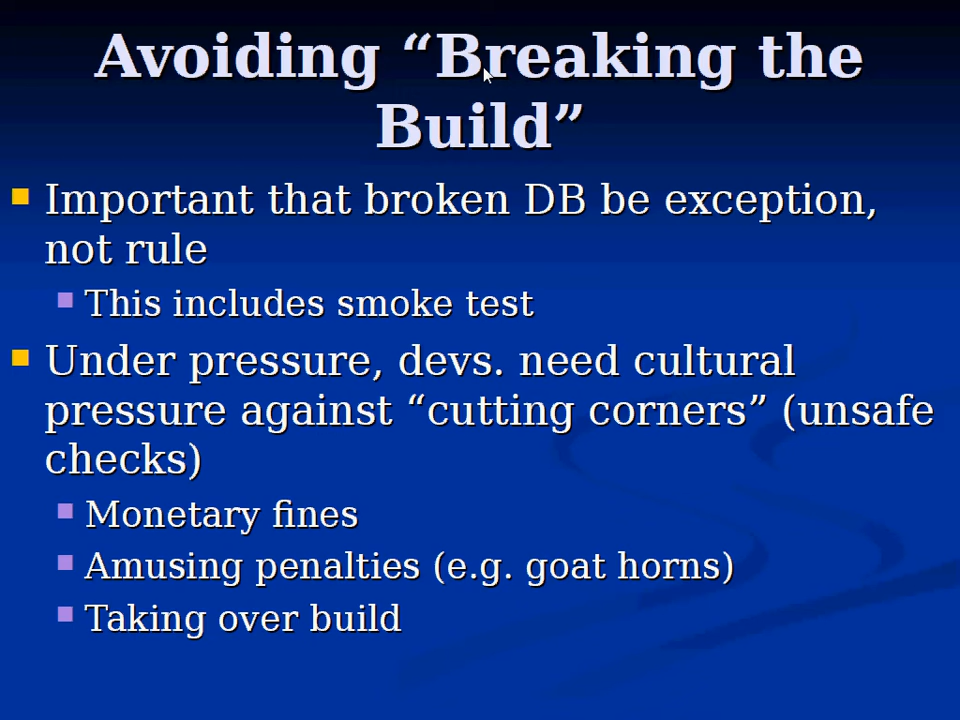 Avoiding “Breaking the
Build”
Important that broken DB be exception,
not rule
This includes smoke test
Under pressure, devs. need cultural
pressure against “cutting corners” (unsafe
checks)
Monetary fines
Amusing penalties (e.g. goat horns)
Taking over build